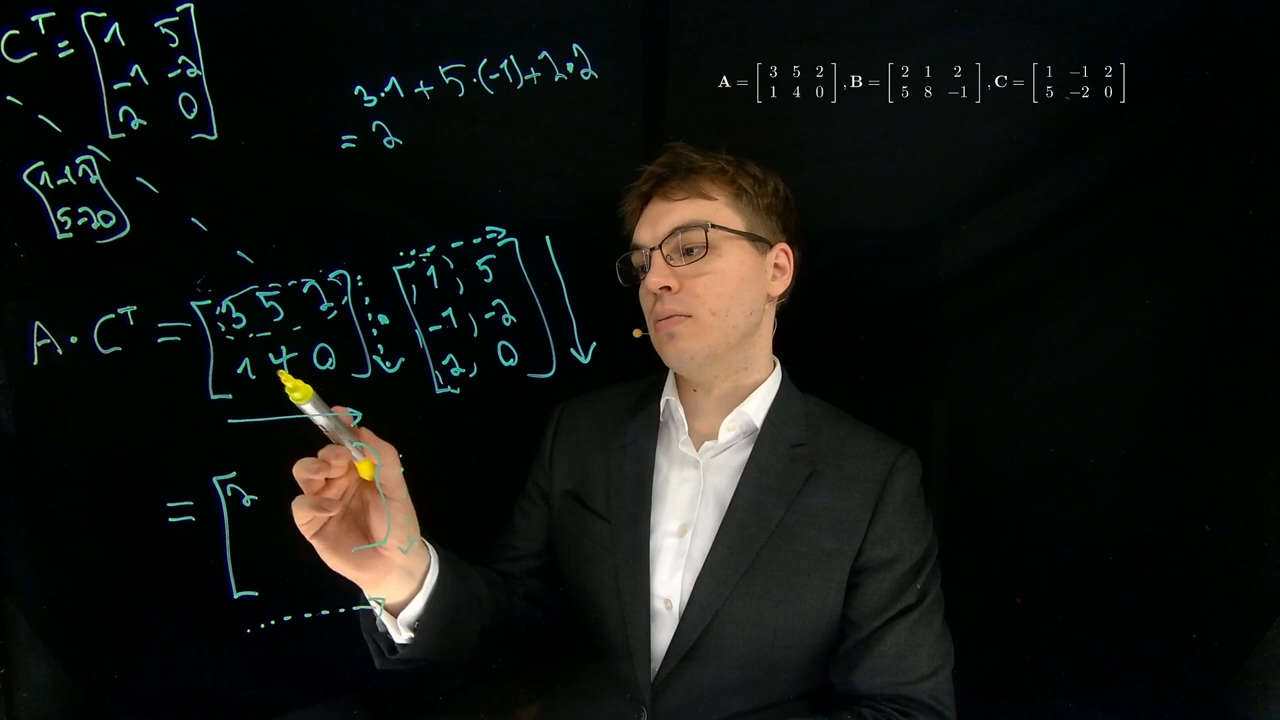 Cᵀ = [ 1 5
-1 -2
2 0 ]
3·1 + 5·(-1) + 2·2
= 2
A = [ 3 5 2
1 4 0 ], B = [ 2 1 2
5 8 -1 ], C = [ 1 -1 2
5 -2 0 ]
[ 1 -1 2
5 -2 0 ]
A · Cᵀ = [ 3 5 2
1 4 0 ] [ 1, 5
-1, -2
2, 0 ]
= [ 2 ]